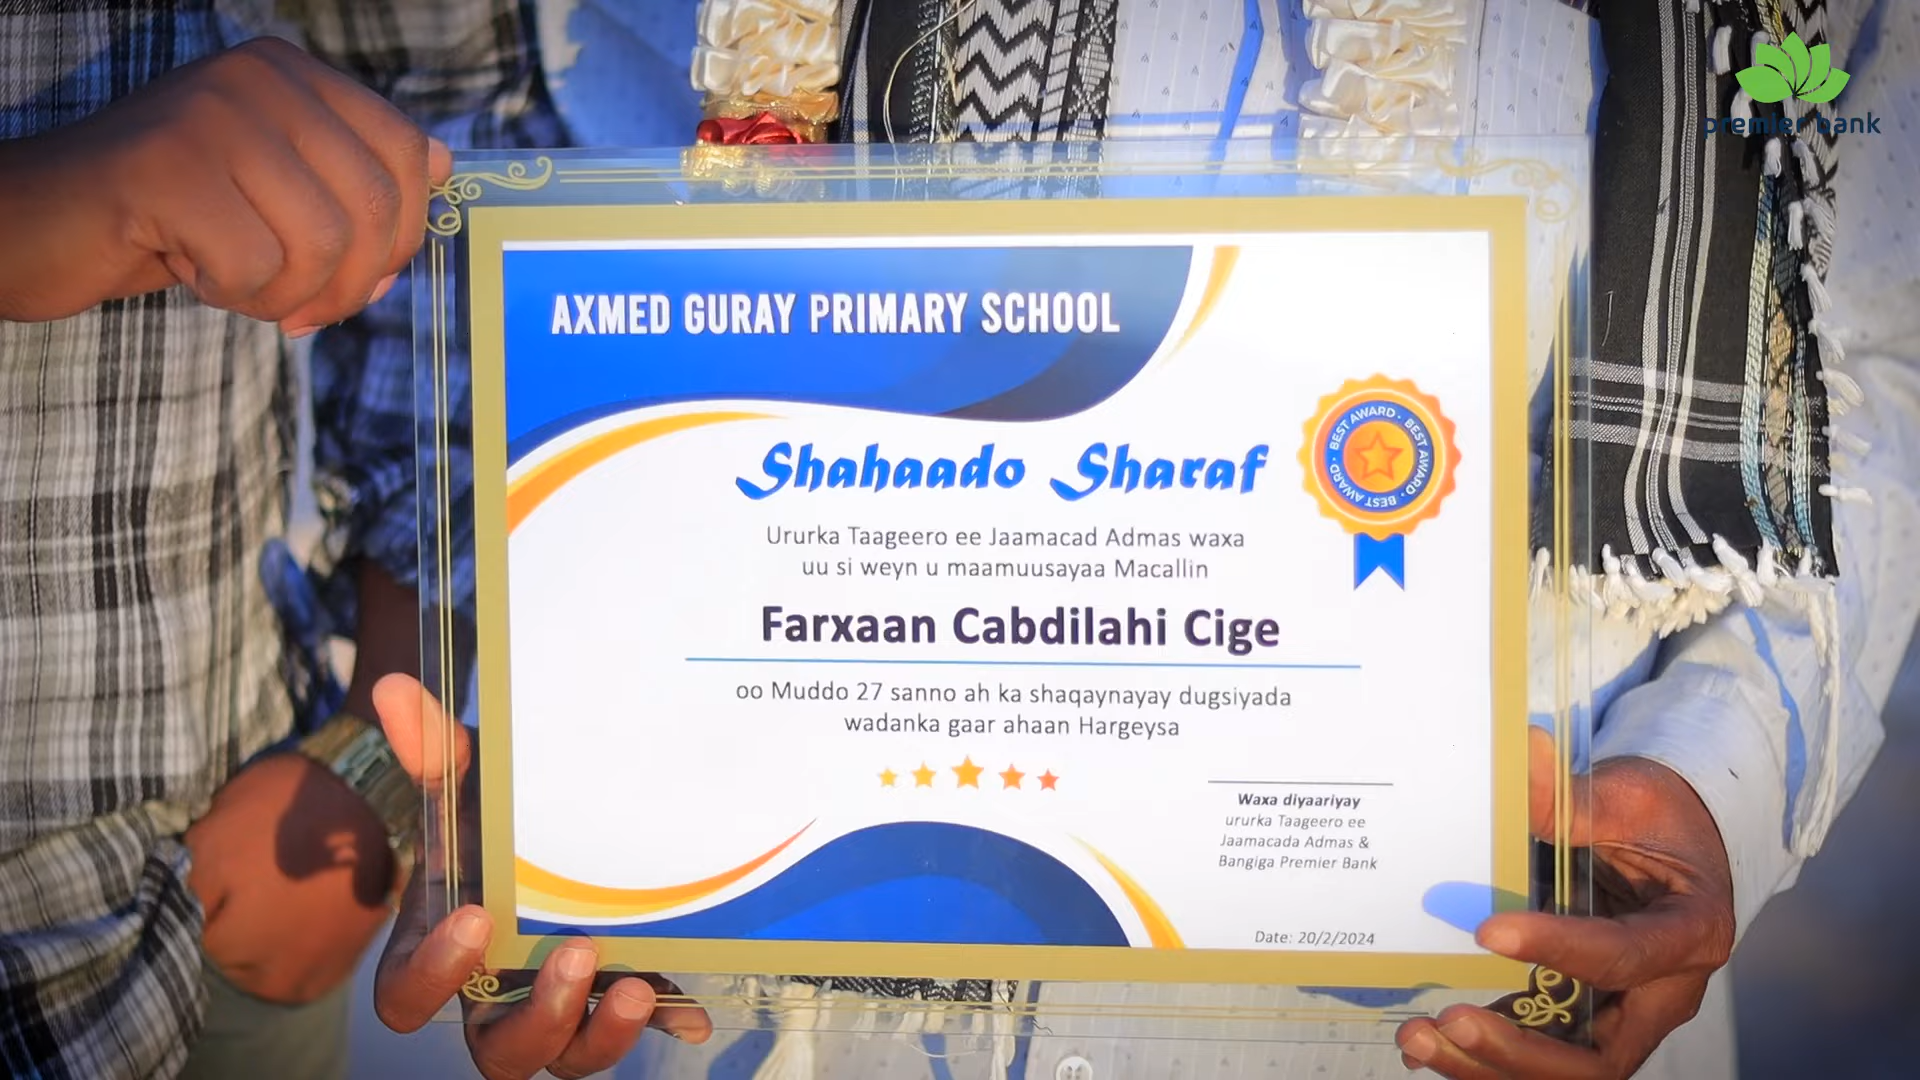 premier bank
AXMED GURAY PRIMARY SCHOOL
Shahaado Sharaf
BEST AWARD · BEST AWARD · BEST AWARD ·
Ururka Taageero ee Jaamacad Admas waxa
uu si weyn u maamuusayaa Macallin
Farxaan Cabdilahi Cige
oo Muddo 27 sanno ah ka shaqaynayay dugsiyada
wadanka gaar ahaan Hargeysa
Waxa diyaariyay
ururka Taageero ee
Jaamacada Admas &
Bangiga Premier Bank
Date: 20/2/2024